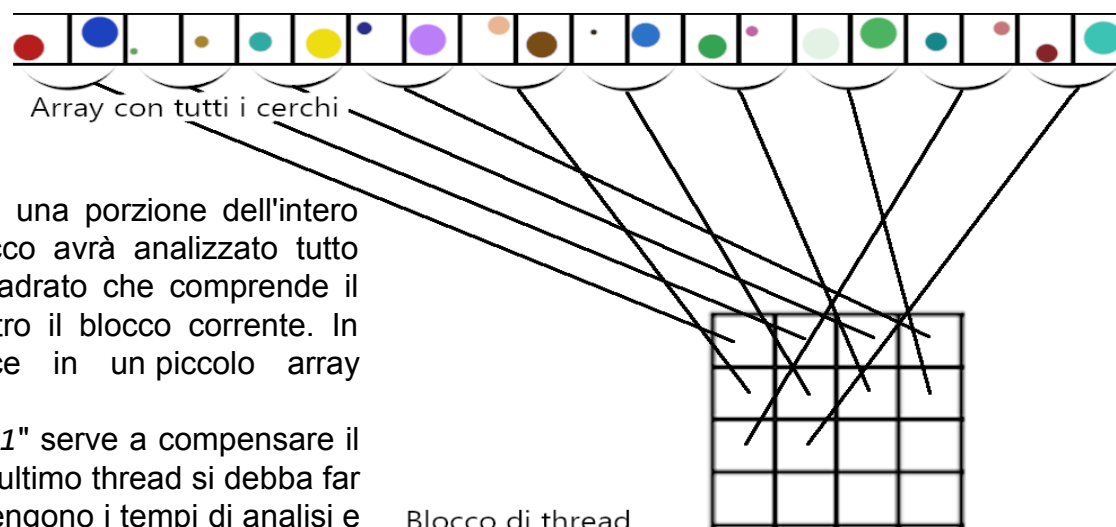 Array con tutti i cerchi
una porzione dell'intero
cco avrà analizzato tutto
adrato che comprende il
tro il blocco corrente. In
ce in un piccolo array
1" serve a compensare il
ultimo thread si debba far
engono i tempi di analisi e
Blocco di thread